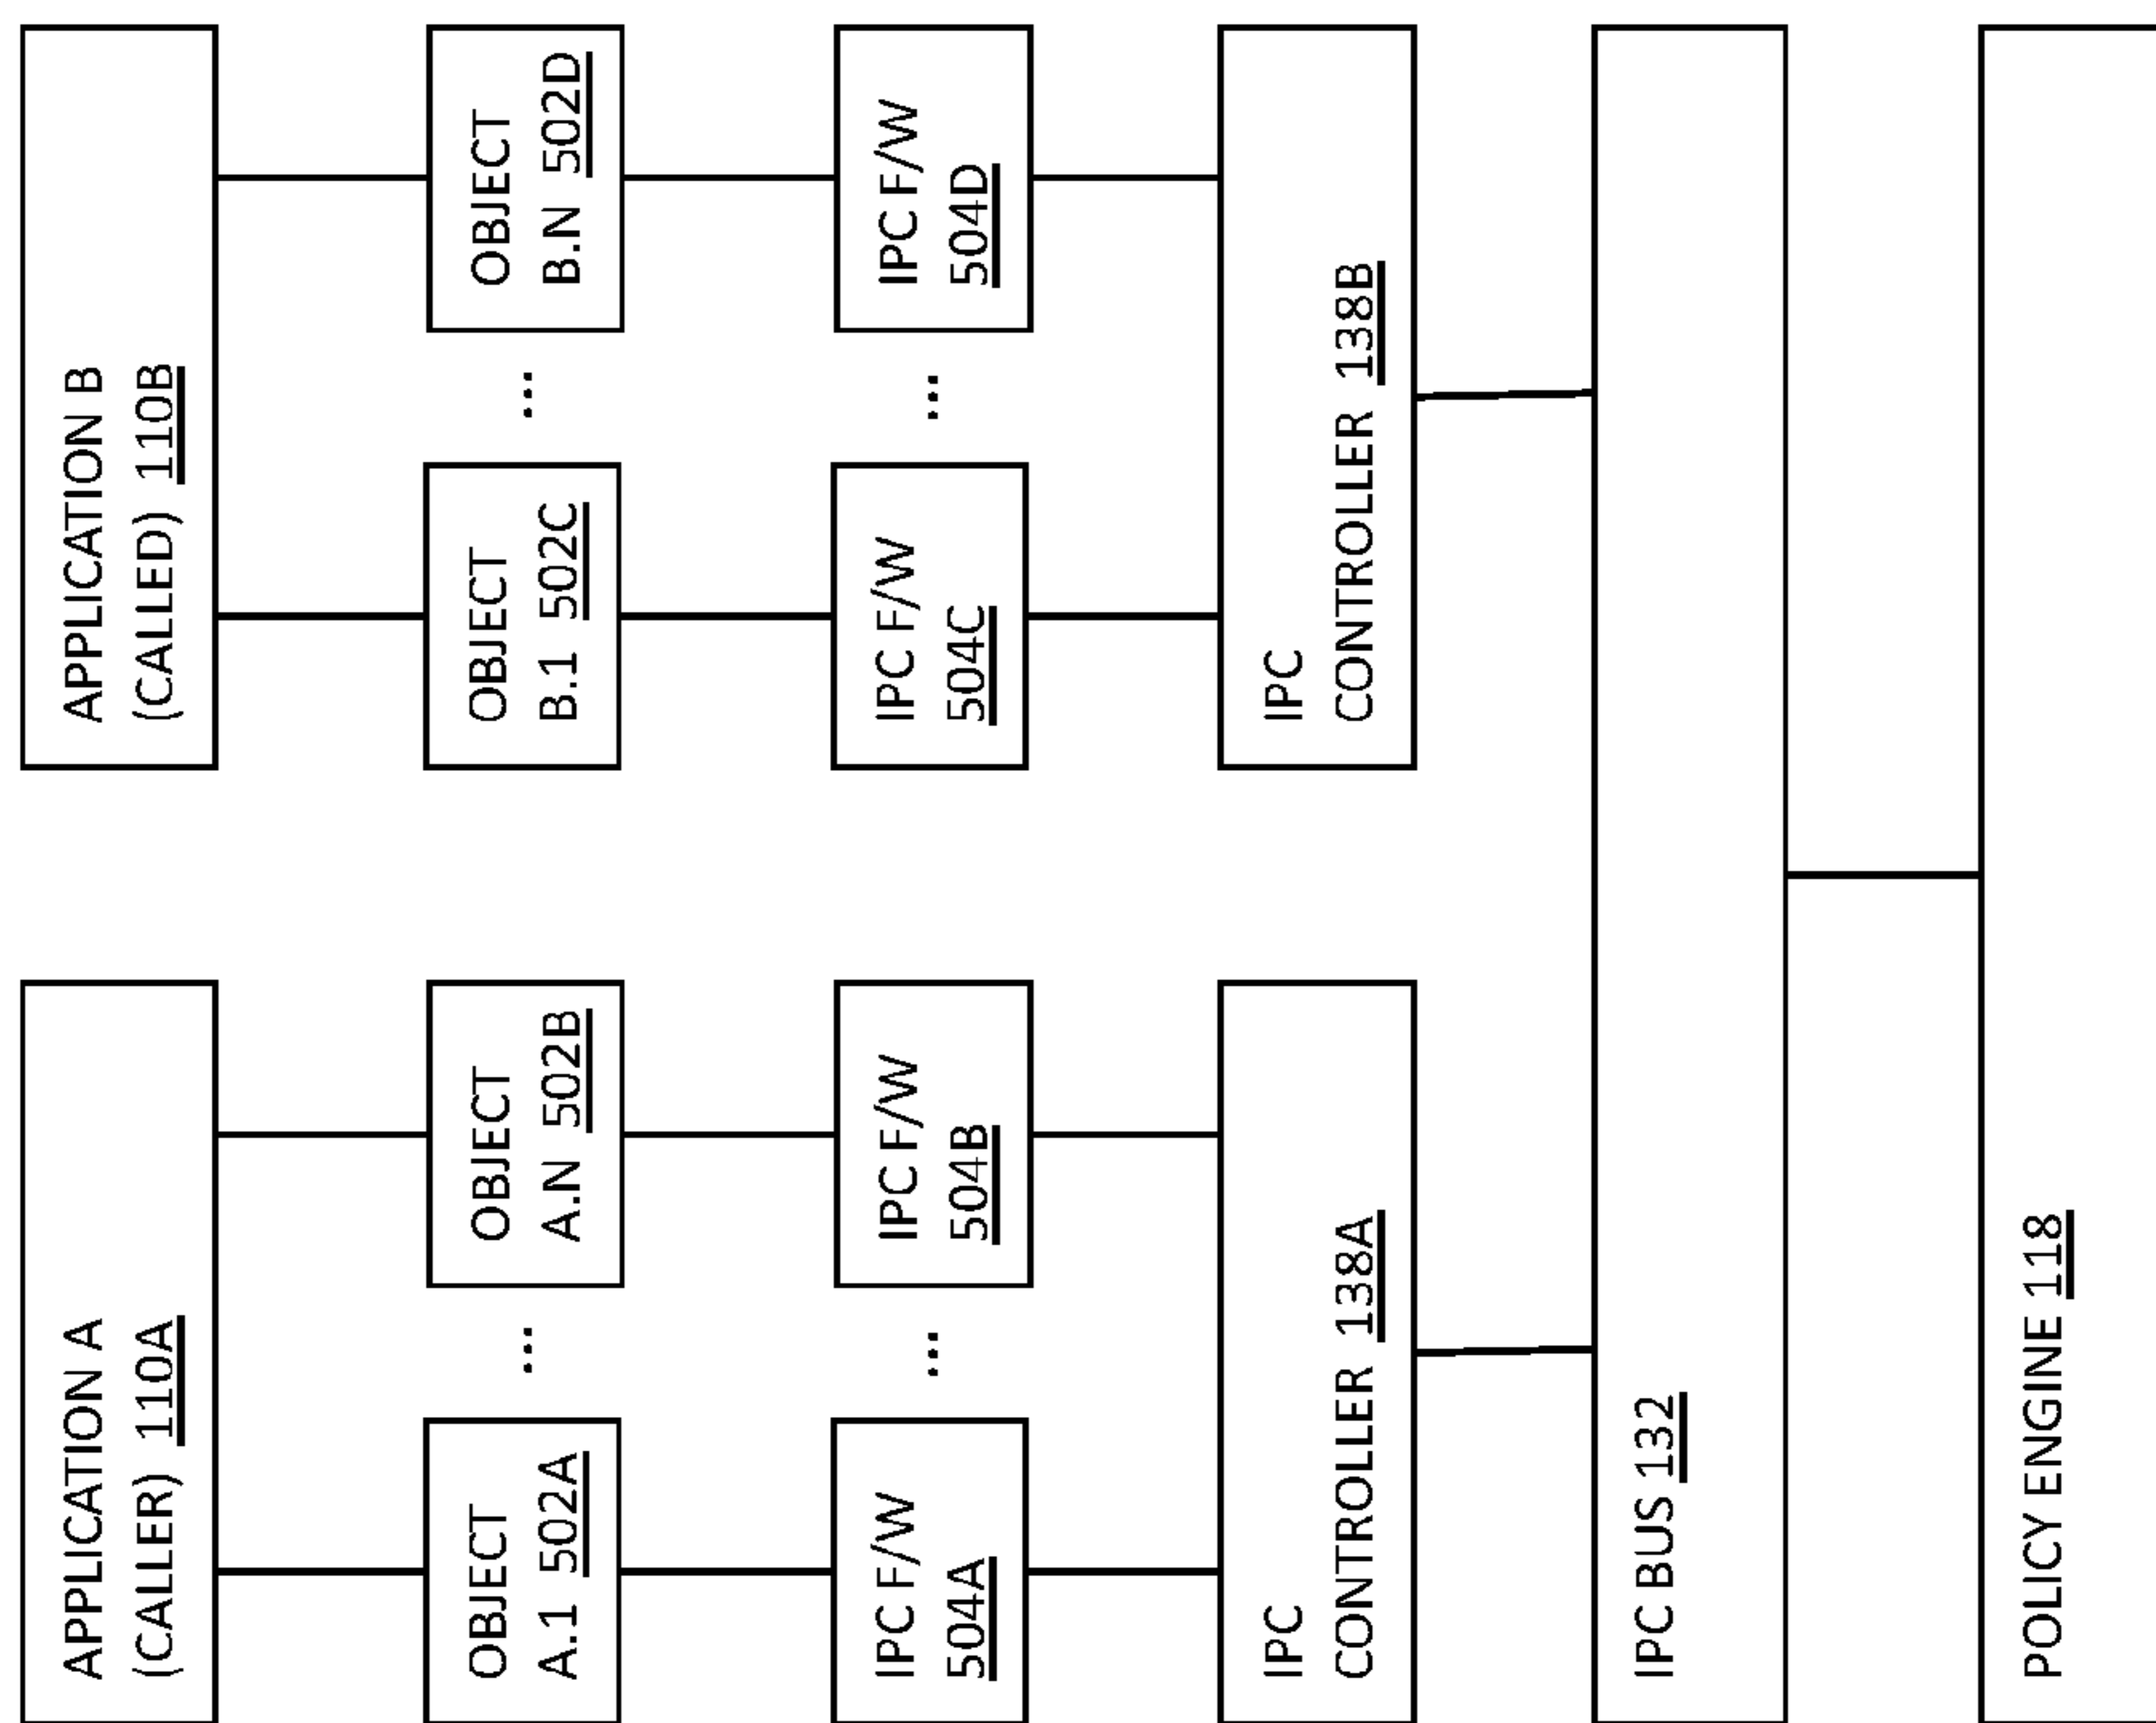 APPLICATION A
(CALLER) 110A
APPLICATION B
(CALLED) 110B
OBJECT
A.1 502A
...
OBJECT
A.N 502B
OBJECT
B.1 502C
...
OBJECT
B.N 502D
IPC F/W
504A
...
IPC F/W
504B
IPC F/W
504C
...
IPC F/W
504D
IPC
CONTROLLER 138A
IPC
CONTROLLER 138B
IPC BUS 132
POLICY ENGINE 118